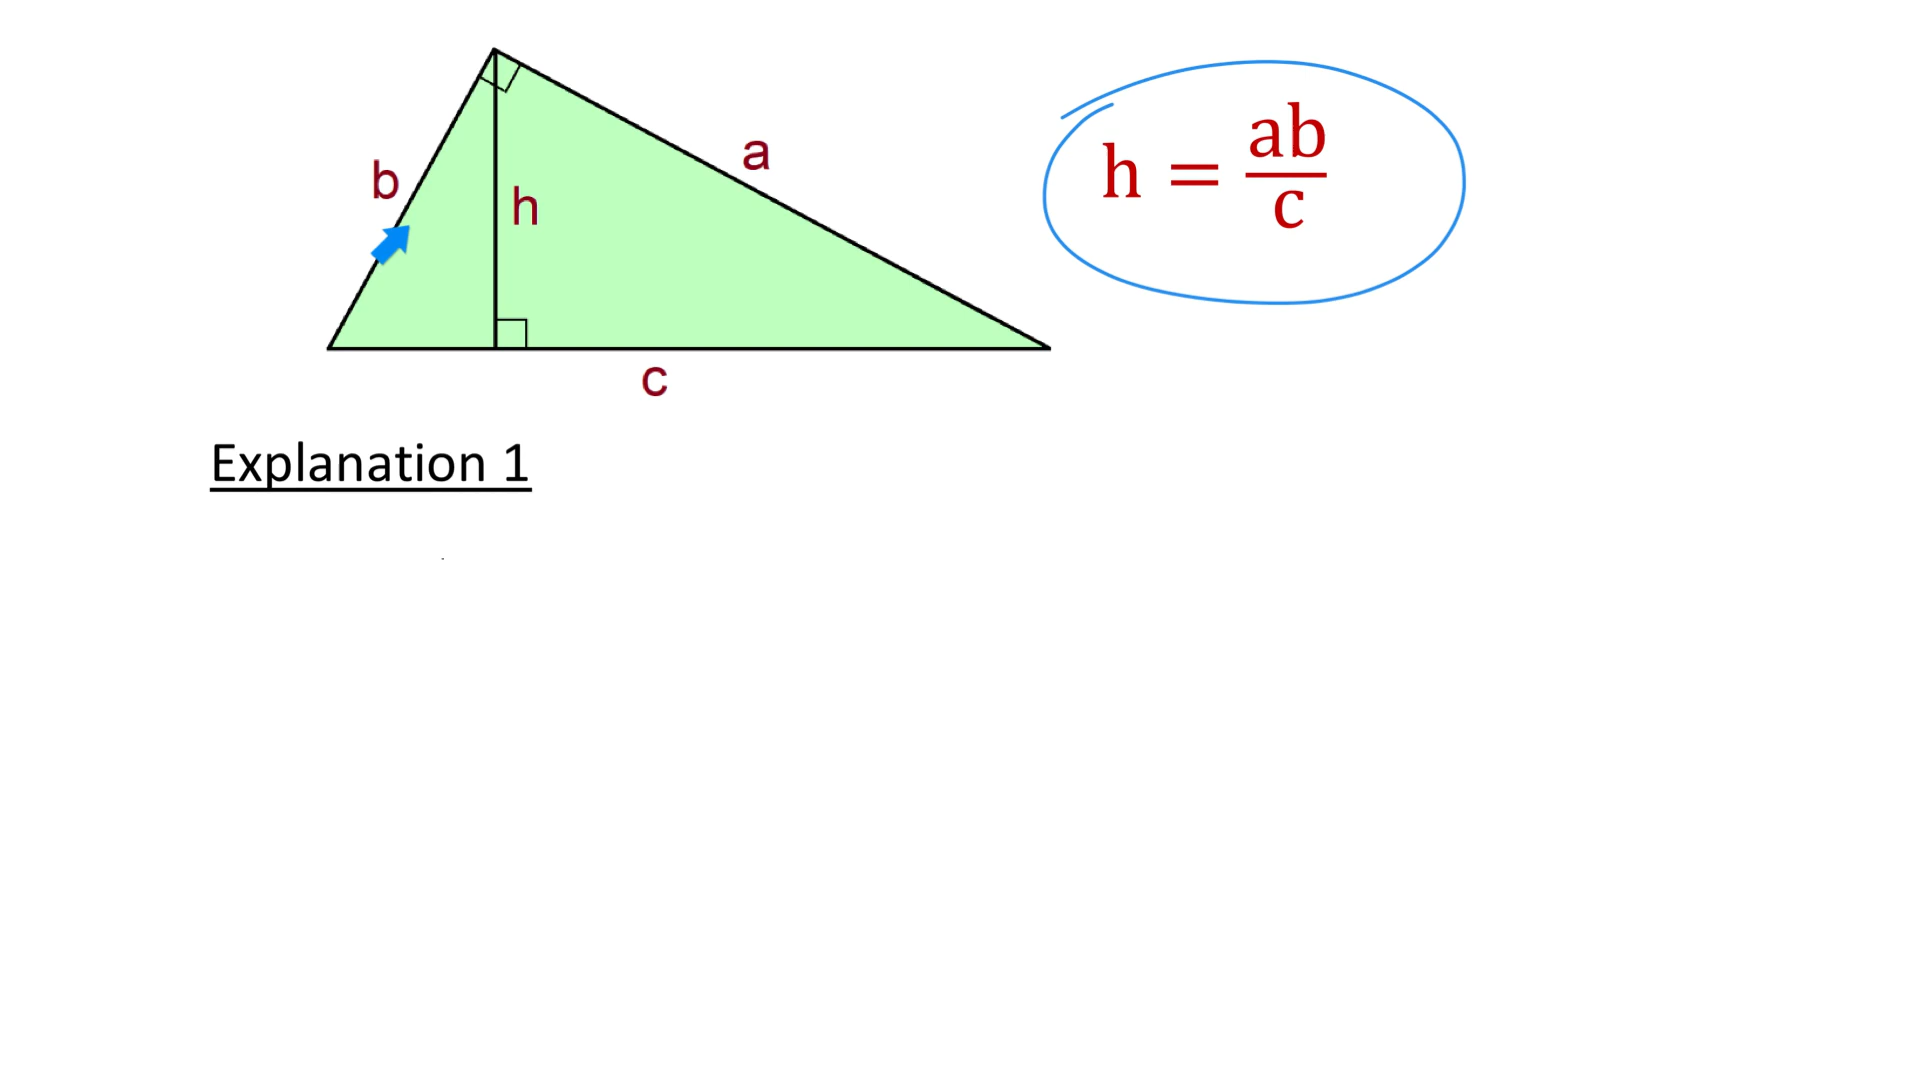 b
a
h
c
h = ab/c
Explanation 1